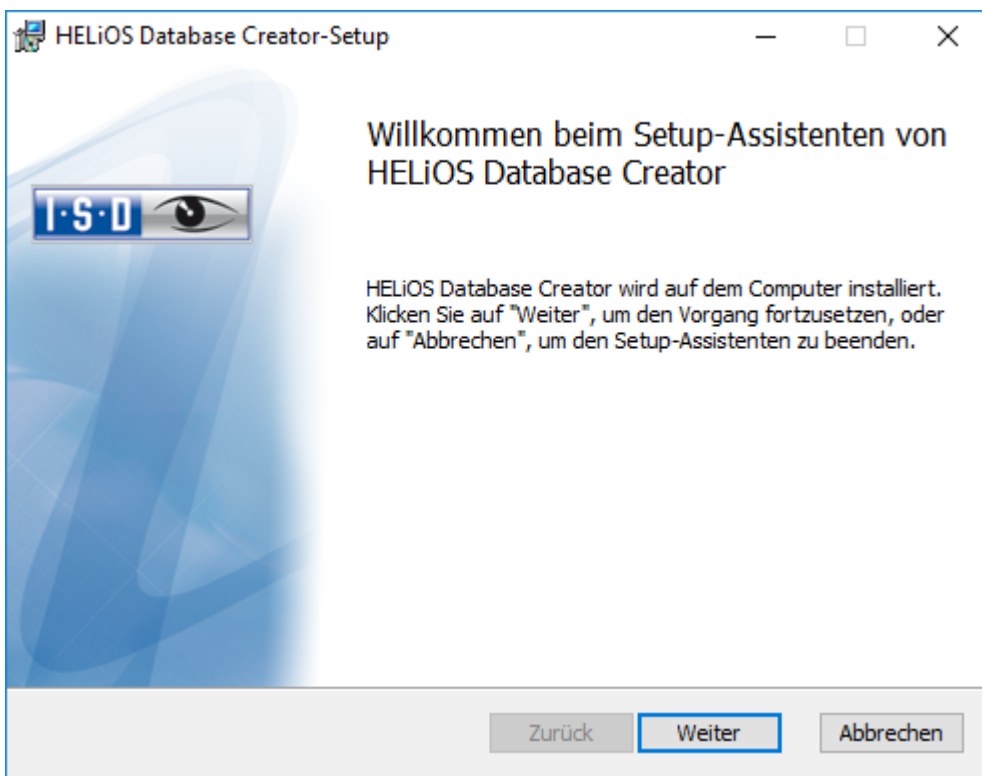 HELiOS Database Creator-Setup
Willkommen beim Setup-Assistenten von
HELiOS Database Creator
I·S·D
HELiOS Database Creator wird auf dem Computer installiert.
Klicken Sie auf "Weiter", um den Vorgang fortzusetzen, oder
auf "Abbrechen", um den Setup-Assistenten zu beenden.
Zurück
Weiter
Abbrechen